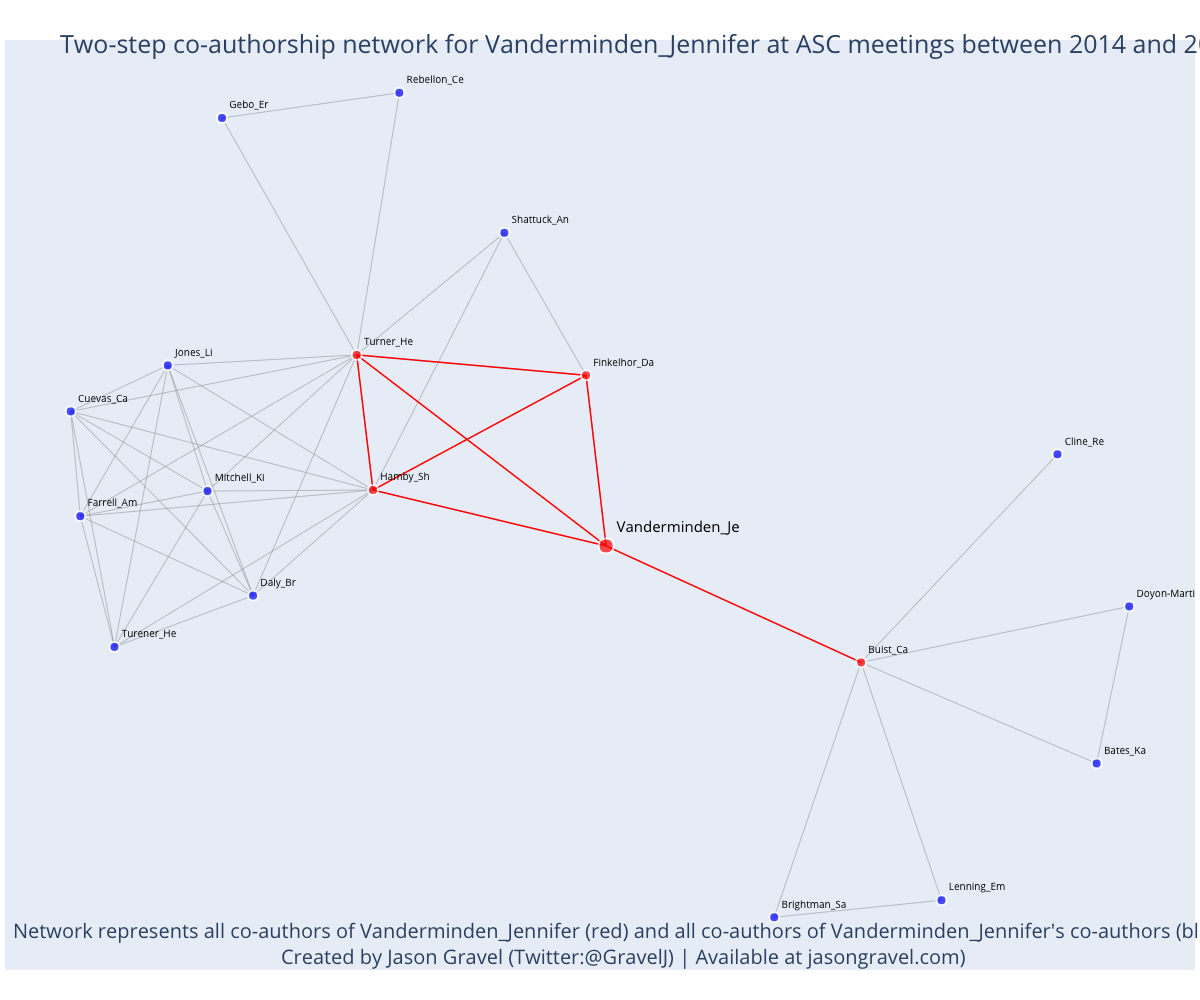 Two-step co-authorship network for Vanderminden_Jennifer at ASC meetings between 2014 and
Rebellon_Ce
Gebo_Er
Shattuck_An
Turner_He
Jones_Li
Finkelhor_Da
Cuevas_Ca
Cline_Re
Mitchell_Ki
Hamby_Sh
Farrell_Am
Vanderminden_Je
Daly_Br
Doyon-Marti
Turener_He
Buist_Ca
Bates_Ka
Lenning_Em
Brightman_Sa
Network represents all co-authors of Vanderminden_Jennifer (red) and all co-authors of Vanderminden_Jennifer's co-authors (bl
Created by Jason Gravel (Twitter:@GravelJ) | Available at jasongravel.com)